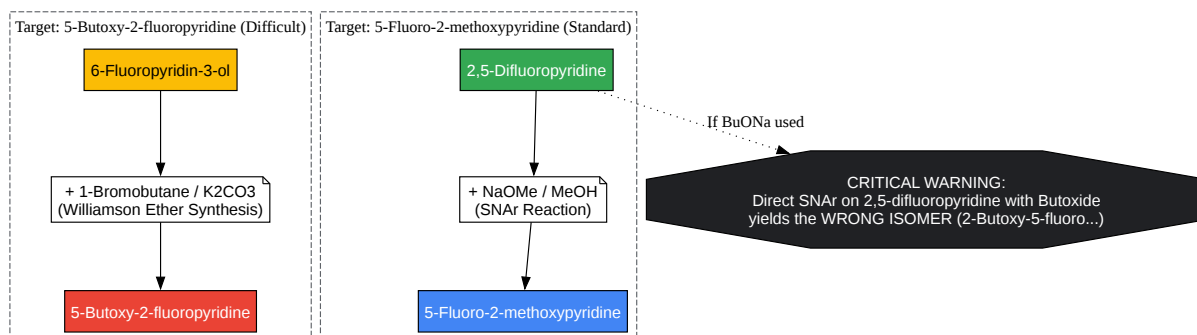 Target: 5-Butoxy-2-fluoropyridine (Difficult)
6-Fluoropyridin-3-ol
+ 1-Bromobutane / K2CO3
(Williamson Ether Synthesis)
5-Butoxy-2-fluoropyridine
Target: 5-Fluoro-2-methoxypyridine (Standard)
2,5-Difluoropyridine
If BuONa used
+ NaOMe / MeOH
(SNAr Reaction)
5-Fluoro-2-methoxypyridine
CRITICAL WARNING:
Direct SNAr on 2,5-difluoropyridine with Butoxide
yields the WRONG ISOMER (2-Butoxy-5-fluoro...)